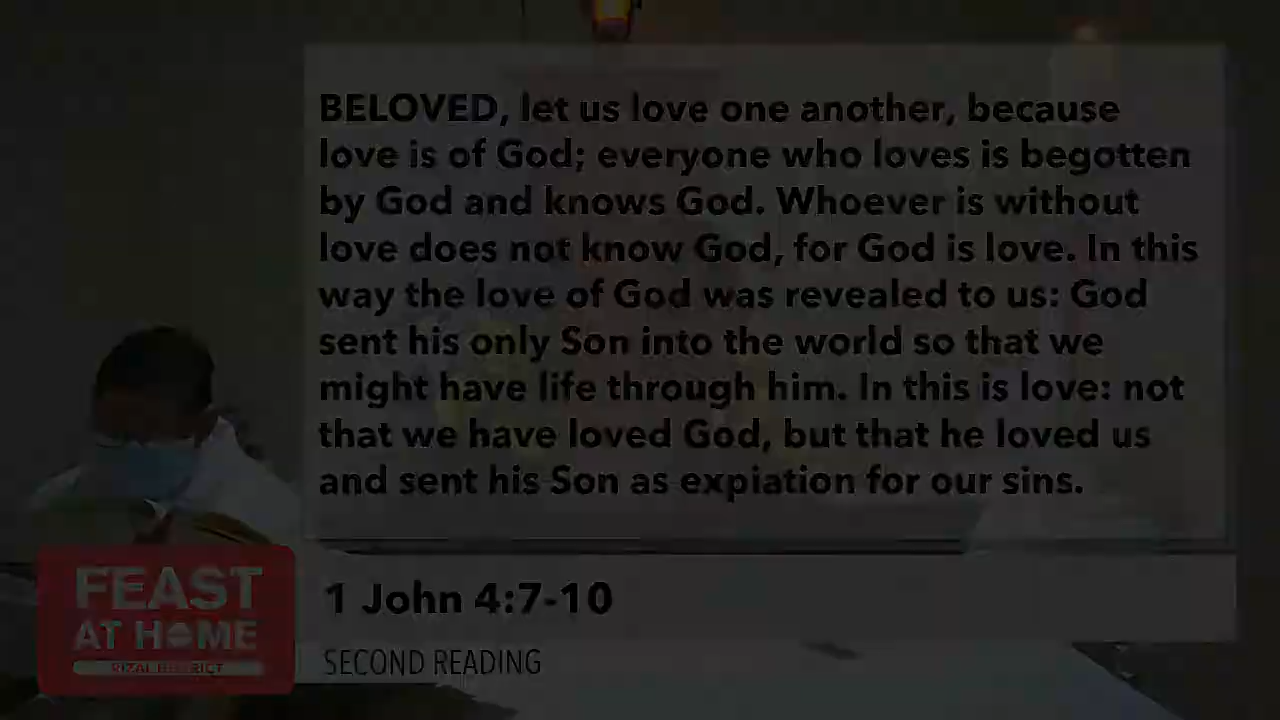 BELOVED, let us love one another, because
love is of God; everyone who loves is begotten
by God and knows God. Whoever is without
love does not know God, for God is love. In this
way the love of God was revealed to us: God
sent his only Son into the world so that we
might have life through him. In this is love: not
that we have loved God, but that he loved us
and sent his Son as expiation for our sins.
1 John 4:7-10
SECOND READING
FEAST
AT HOME
RIZAL DISTRICT